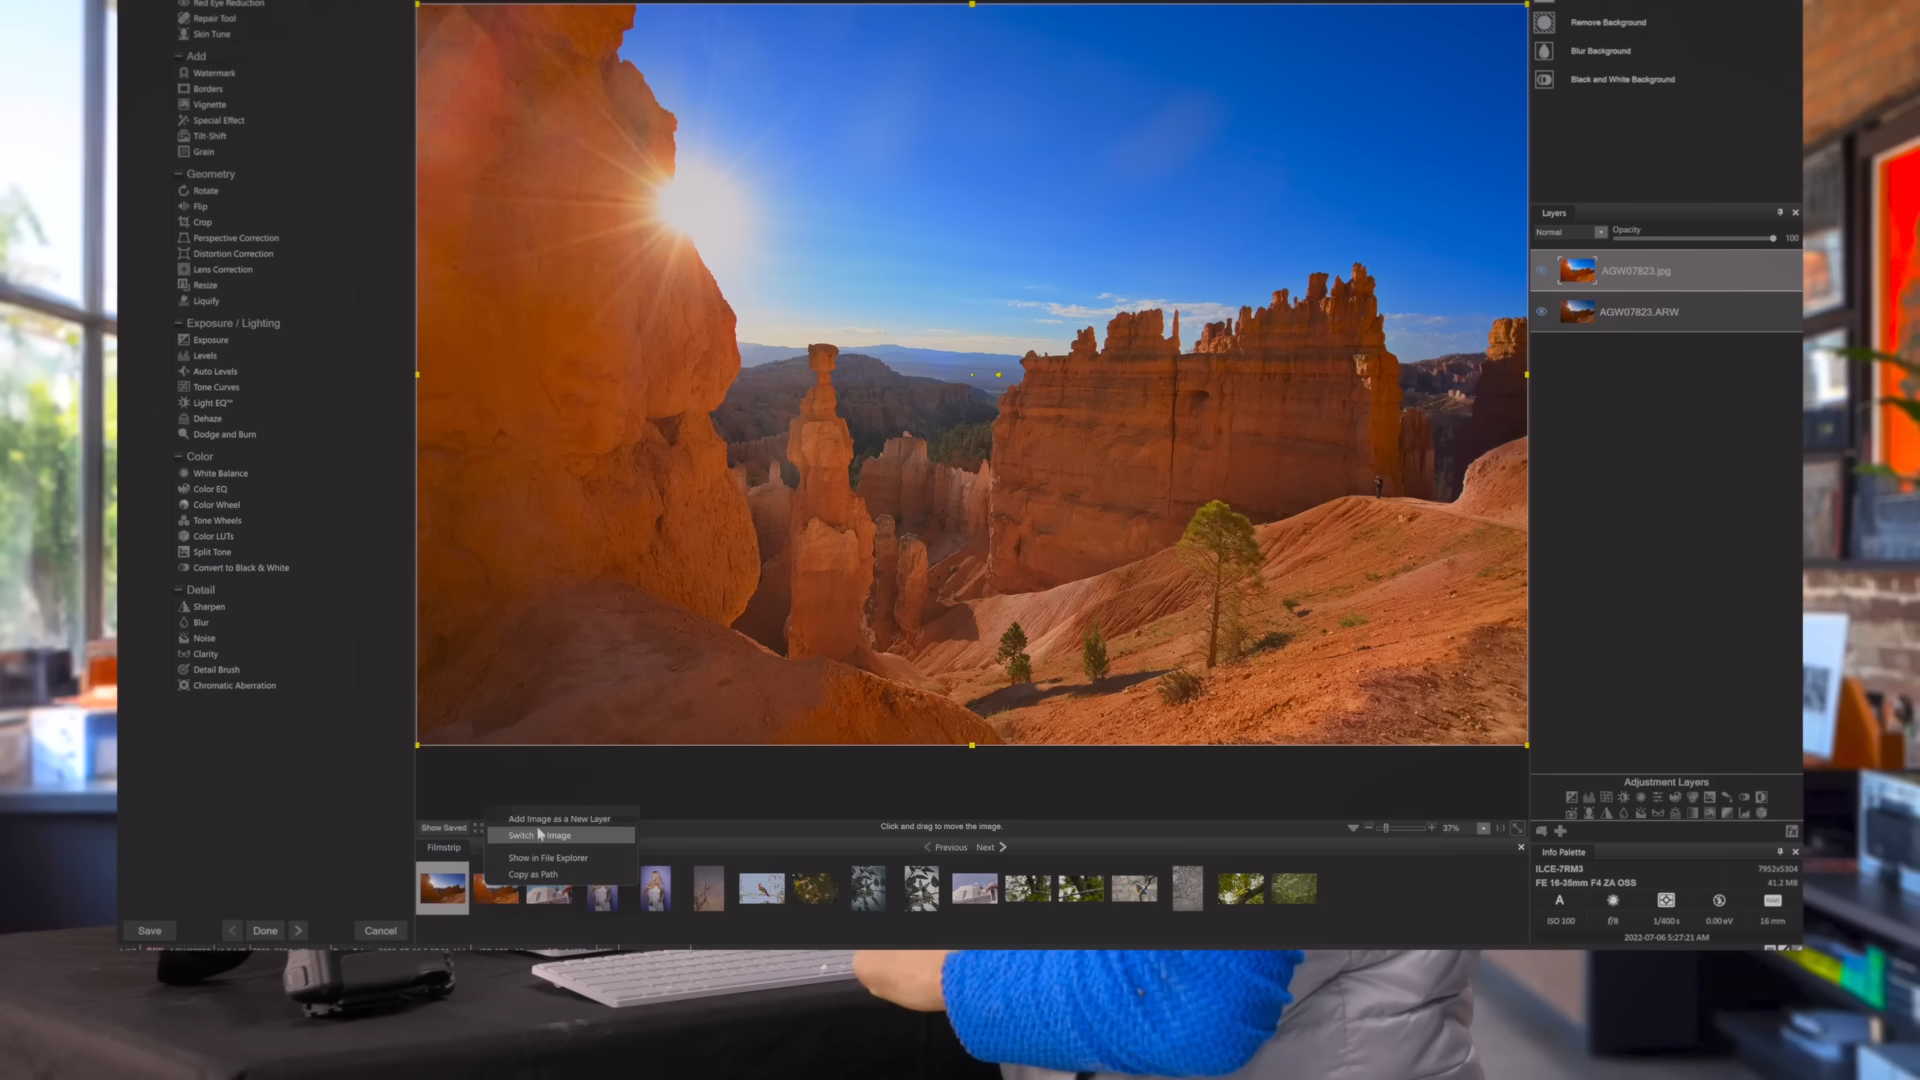 Red Eye Reduction
Repair Tool
Skin Tune
Add
Watermark
Borders
Vignette
Special Effect
Tilt-Shift
Grain
Geometry
Rotate
Flip
Crop
Perspective Correction
Distortion Correction
Lens Correction
Resize
Liquify
Exposure / Lighting
Exposure
Levels
Auto Levels
Tone Curves
Light EQ™
Dehaze
Dodge and Burn
Color
White Balance
Color EQ
Color Wheel
Tone Wheels
Color LUTs
Split Tone
Convert to Black & White
Detail
Sharpen
Blur
Noise
Clarity
Detail Brush
Chromatic Aberration
Save
Done
Cancel
Show Saved
Add Image as a New Layer
Switch Image
Show in File Explorer
Copy as Path
Click and drag to move the image.
37%
1:1
Filmstrip
Previous
Next
Remove Background
Blur Background
Black and White Background
Layers
Normal
Opacity
100
AGW07823.jpg
AGW07823.ARW
Adjustment Layers
fx
Info Palette
ILCE-7RM3
7952x5304
FE 16-35mm F4 ZA OSS
41.2 MB
A
ISO 100
f/8
1/400 s
0.00 eV
16 mm
2022-07-06 5:27:21 AM